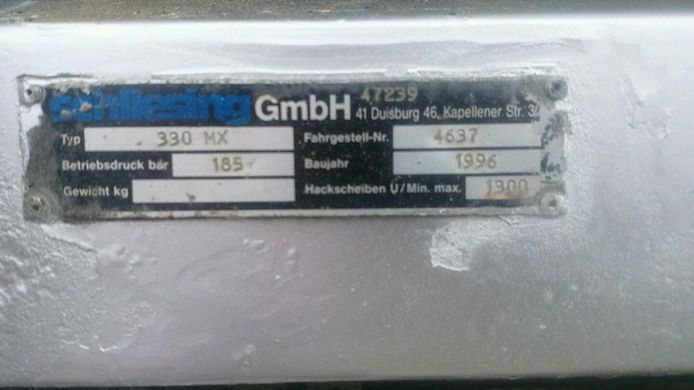 schliesing GmbH 47239
41 Duisburg 46, Kapellener Str.
Typ 330 MX Fahrgestell-Nr. 4637
Betriebsdruck bar 185 Baujahr 1996
Gewicht kg Hackscheiben U/Min. max. 1300